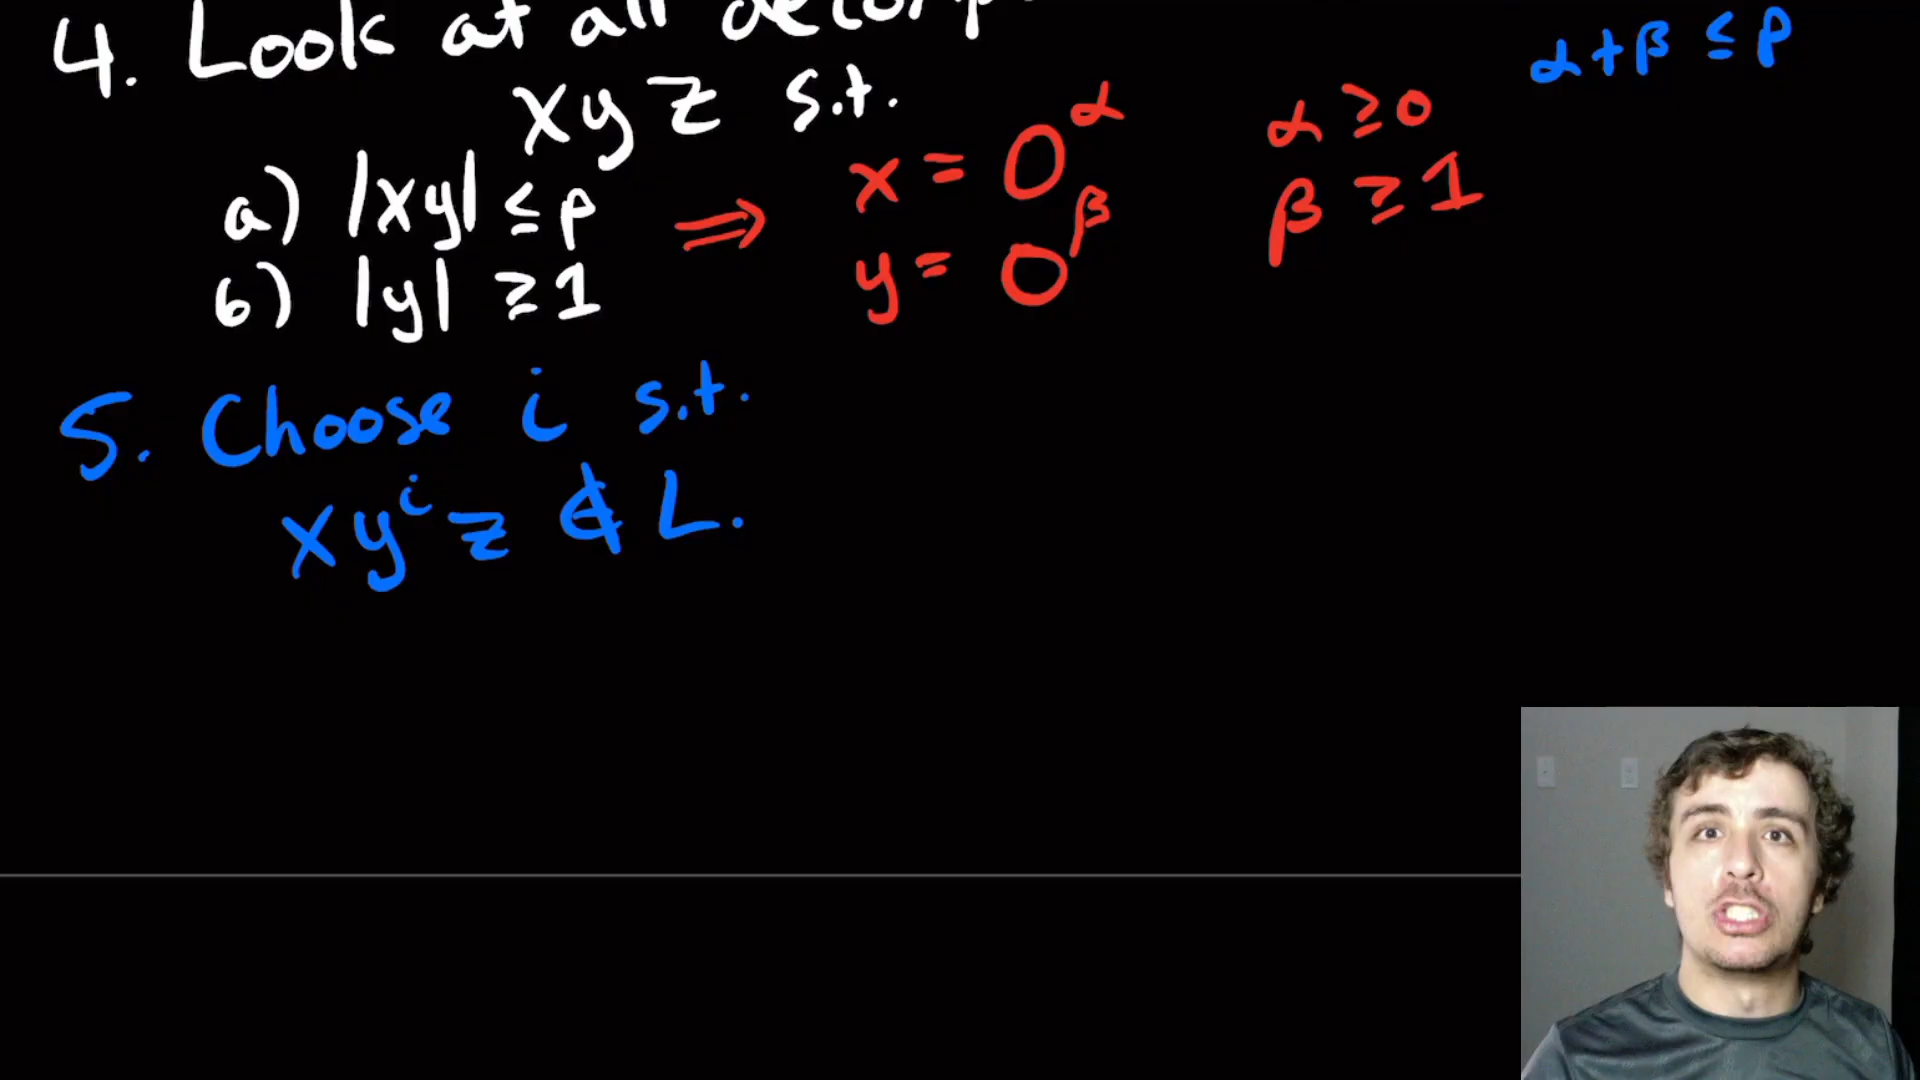 4. Look at all
α+β ≤ p
xyz s.t.
a) |xy| ≤ p ⇒ x = 0^α α ≥ 0
b) |y| ≥ 1 y = 0^β β ≥ 1
5. Choose i s.t.
xy^i z ∉ L.